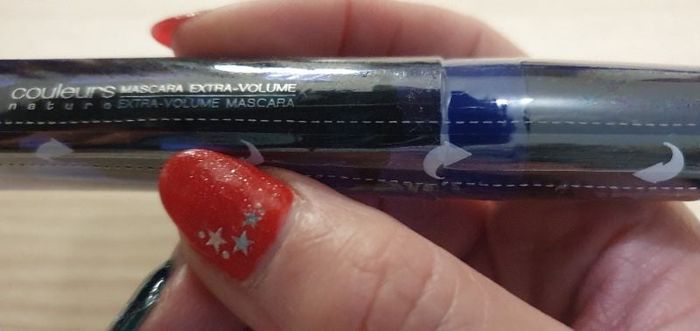 couleurs MASCARA EXTRA-VOLUME
nature EXTRA-VOLUME MASCARA